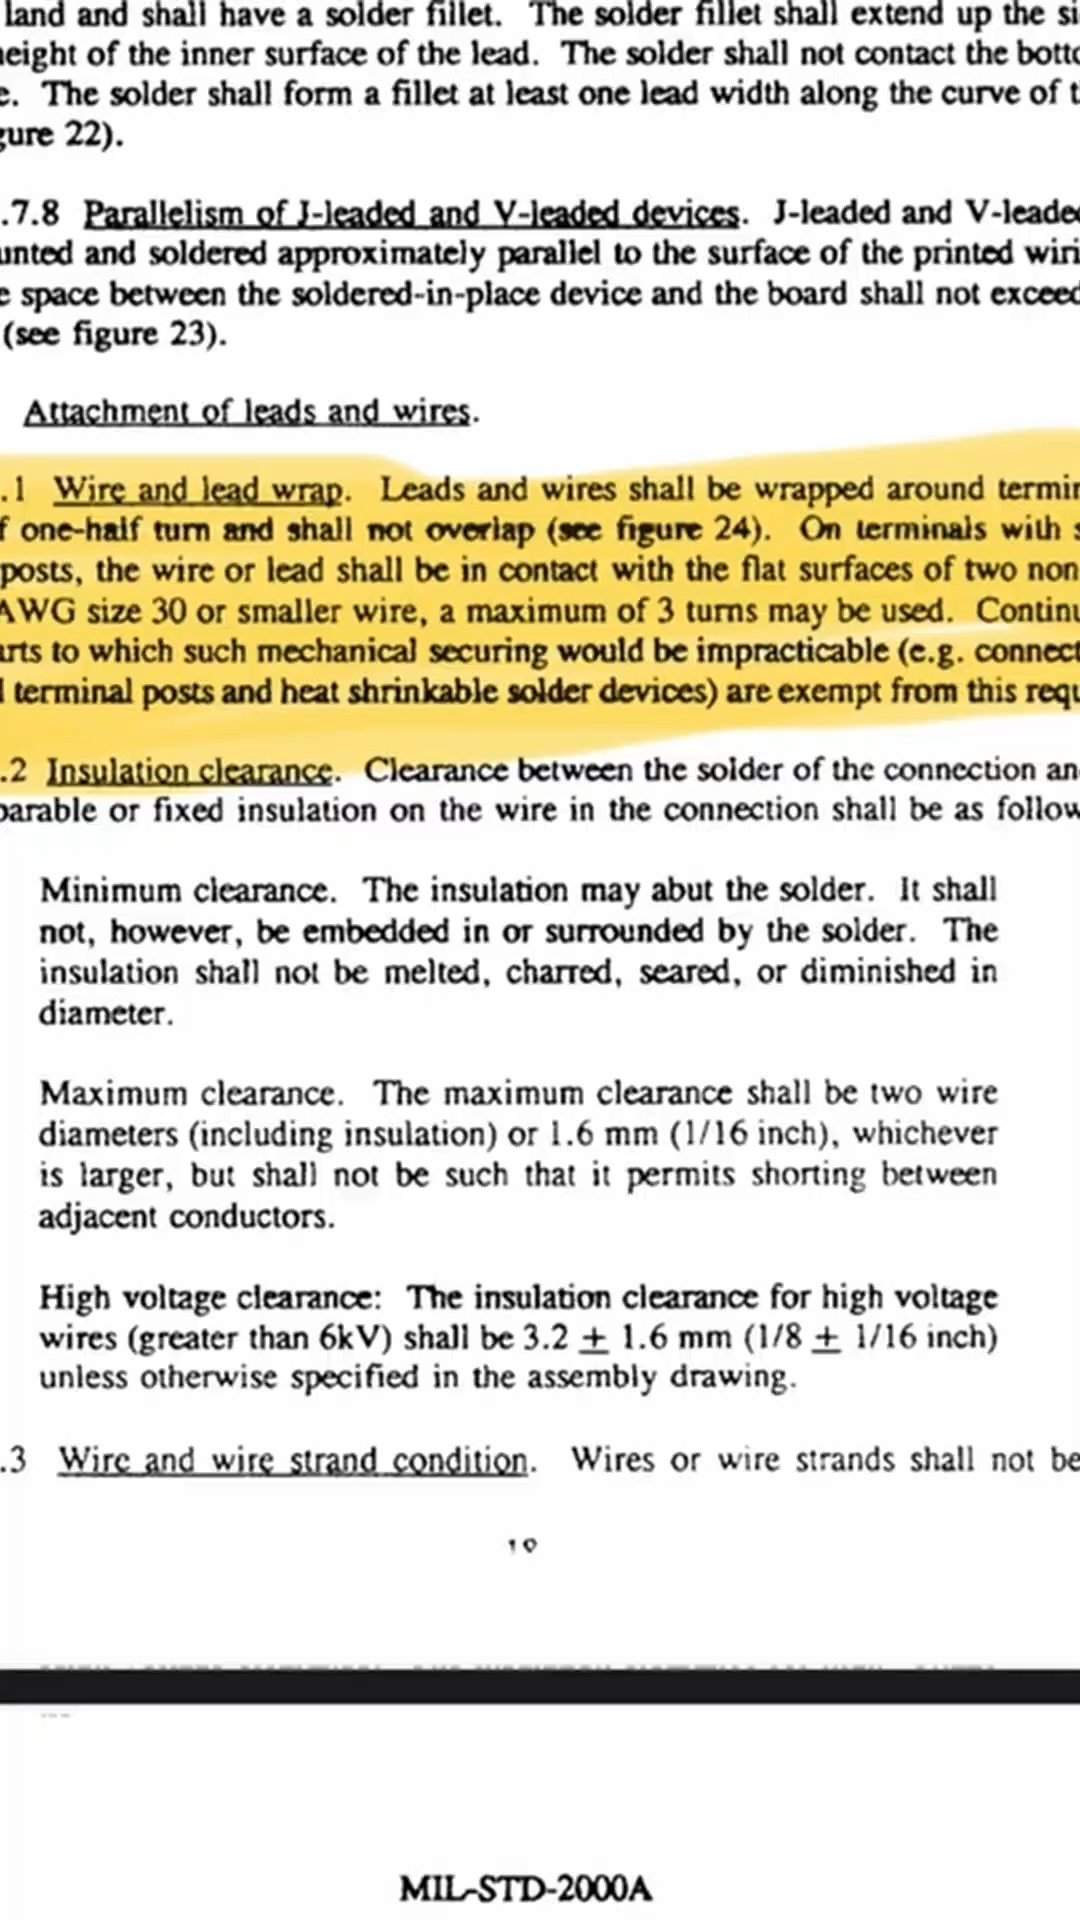 land and shall have a solder fillet. The solder fillet shall extend up the si
eight of the inner surface of the lead. The solder shall not contact the botto
e. The solder shall form a fillet at least one lead width along the curve of t
gure 22).
.7.8 Parallelism of J-leaded and V-leaded devices. J-leaded and V-leaded
unted and soldered approximately parallel to the surface of the printed wiri
e space between the soldered-in-place device and the board shall not exceed
(see figure 23).
Attachment of leads and wires.
.1 Wire and lead wrap. Leads and wires shall be wrapped around termin
f one-half turn and shall not overlap (see figure 24). On terminals with s
posts, the wire or lead shall be in contact with the flat surfaces of two non
AWG size 30 or smaller wire, a maximum of 3 turns may be used. Continu
arts to which such mechanical securing would be impracticable (e.g. connect
l terminal posts and heat shrinkable solder devices) are exempt from this requ
.2 Insulation clearance. Clearance between the solder of the connection an
parable or fixed insulation on the wire in the connection shall be as follow
Minimum clearance. The insulation may abut the solder. It shall
not, however, be embedded in or surrounded by the solder. The
insulation shall not be melted, charred, seared, or diminished in
diameter.
Maximum clearance. The maximum clearance shall be two wire
diameters (including insulation) or 1.6 mm (1/16 inch), whichever
is larger, but shall not be such that it permits shorting between
adjacent conductors.
High voltage clearance: The insulation clearance for high voltage
wires (greater than 6kV) shall be 3.2 ± 1.6 mm (1/8 ± 1/16 inch)
unless otherwise specified in the assembly drawing.
.3 Wire and wire strand condition. Wires or wire strands shall not be
MIL-STD-2000A